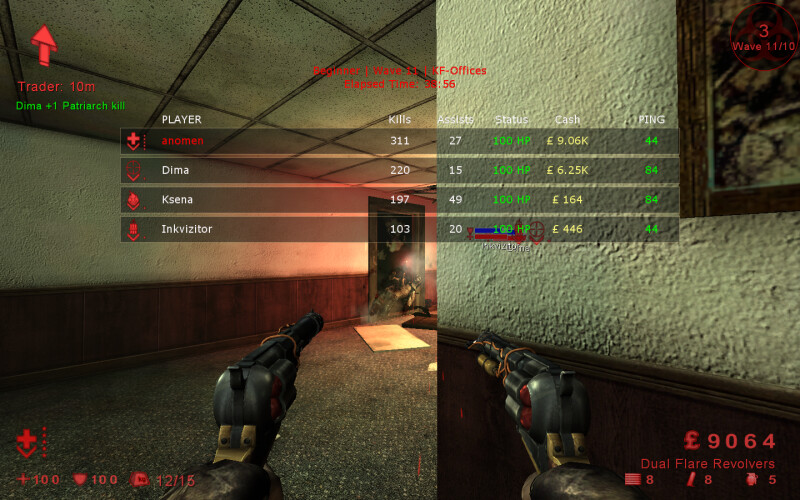 3
Wave 11/10
Trader: 10m
Dima +1 Patriarch kill
Elapsed Time:
PLAYER Kills Assists Status Cash PING
anomen 311 27 100 HP £ 9.06K 44
Dima 220 15 100 HP £ 6.25K 84
Ksena 197 49 100 HP £ 164 84
Inkvizitor 103 20 100 HP £ 446 44
Inkvizitor
£ 9064
Dual Flare Revolvers
100 100 12/15 8 8 5